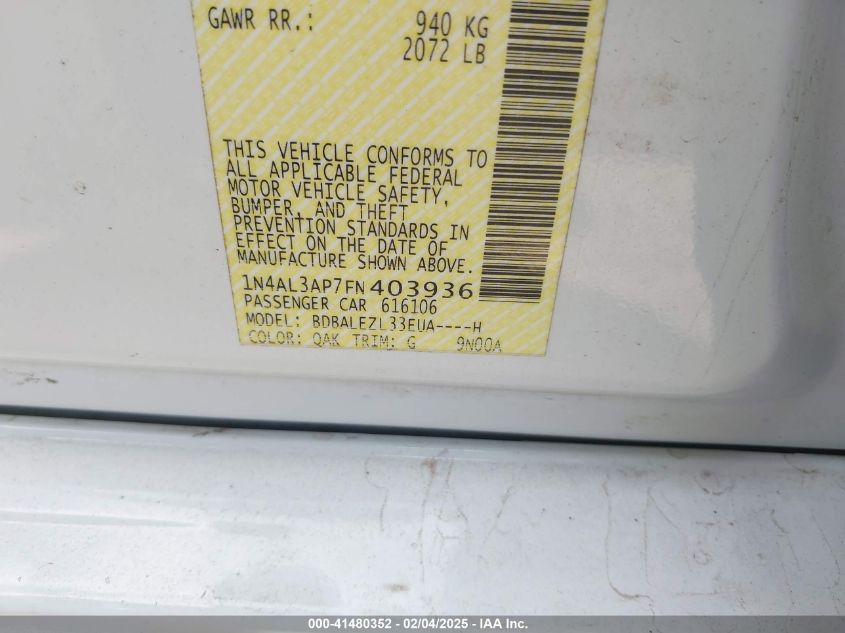 GAWR RR.: 940 KG
2072 LB
THIS VEHICLE CONFORMS TO
ALL APPLICABLE FEDERAL
MOTOR VEHICLE SAFETY,
BUMPER, AND THEFT
PREVENTION STANDARDS IN
EFFECT ON THE DATE OF
MANUFACTURE SHOWN ABOVE.
1N4AL3AP7FN403936
PASSENGER CAR 616106
MODEL: BDBALEZL33EUA----H
COLOR: QAK TRIM: G 9N00A
000-41480352 - 02/04/2025 - IAA Inc.